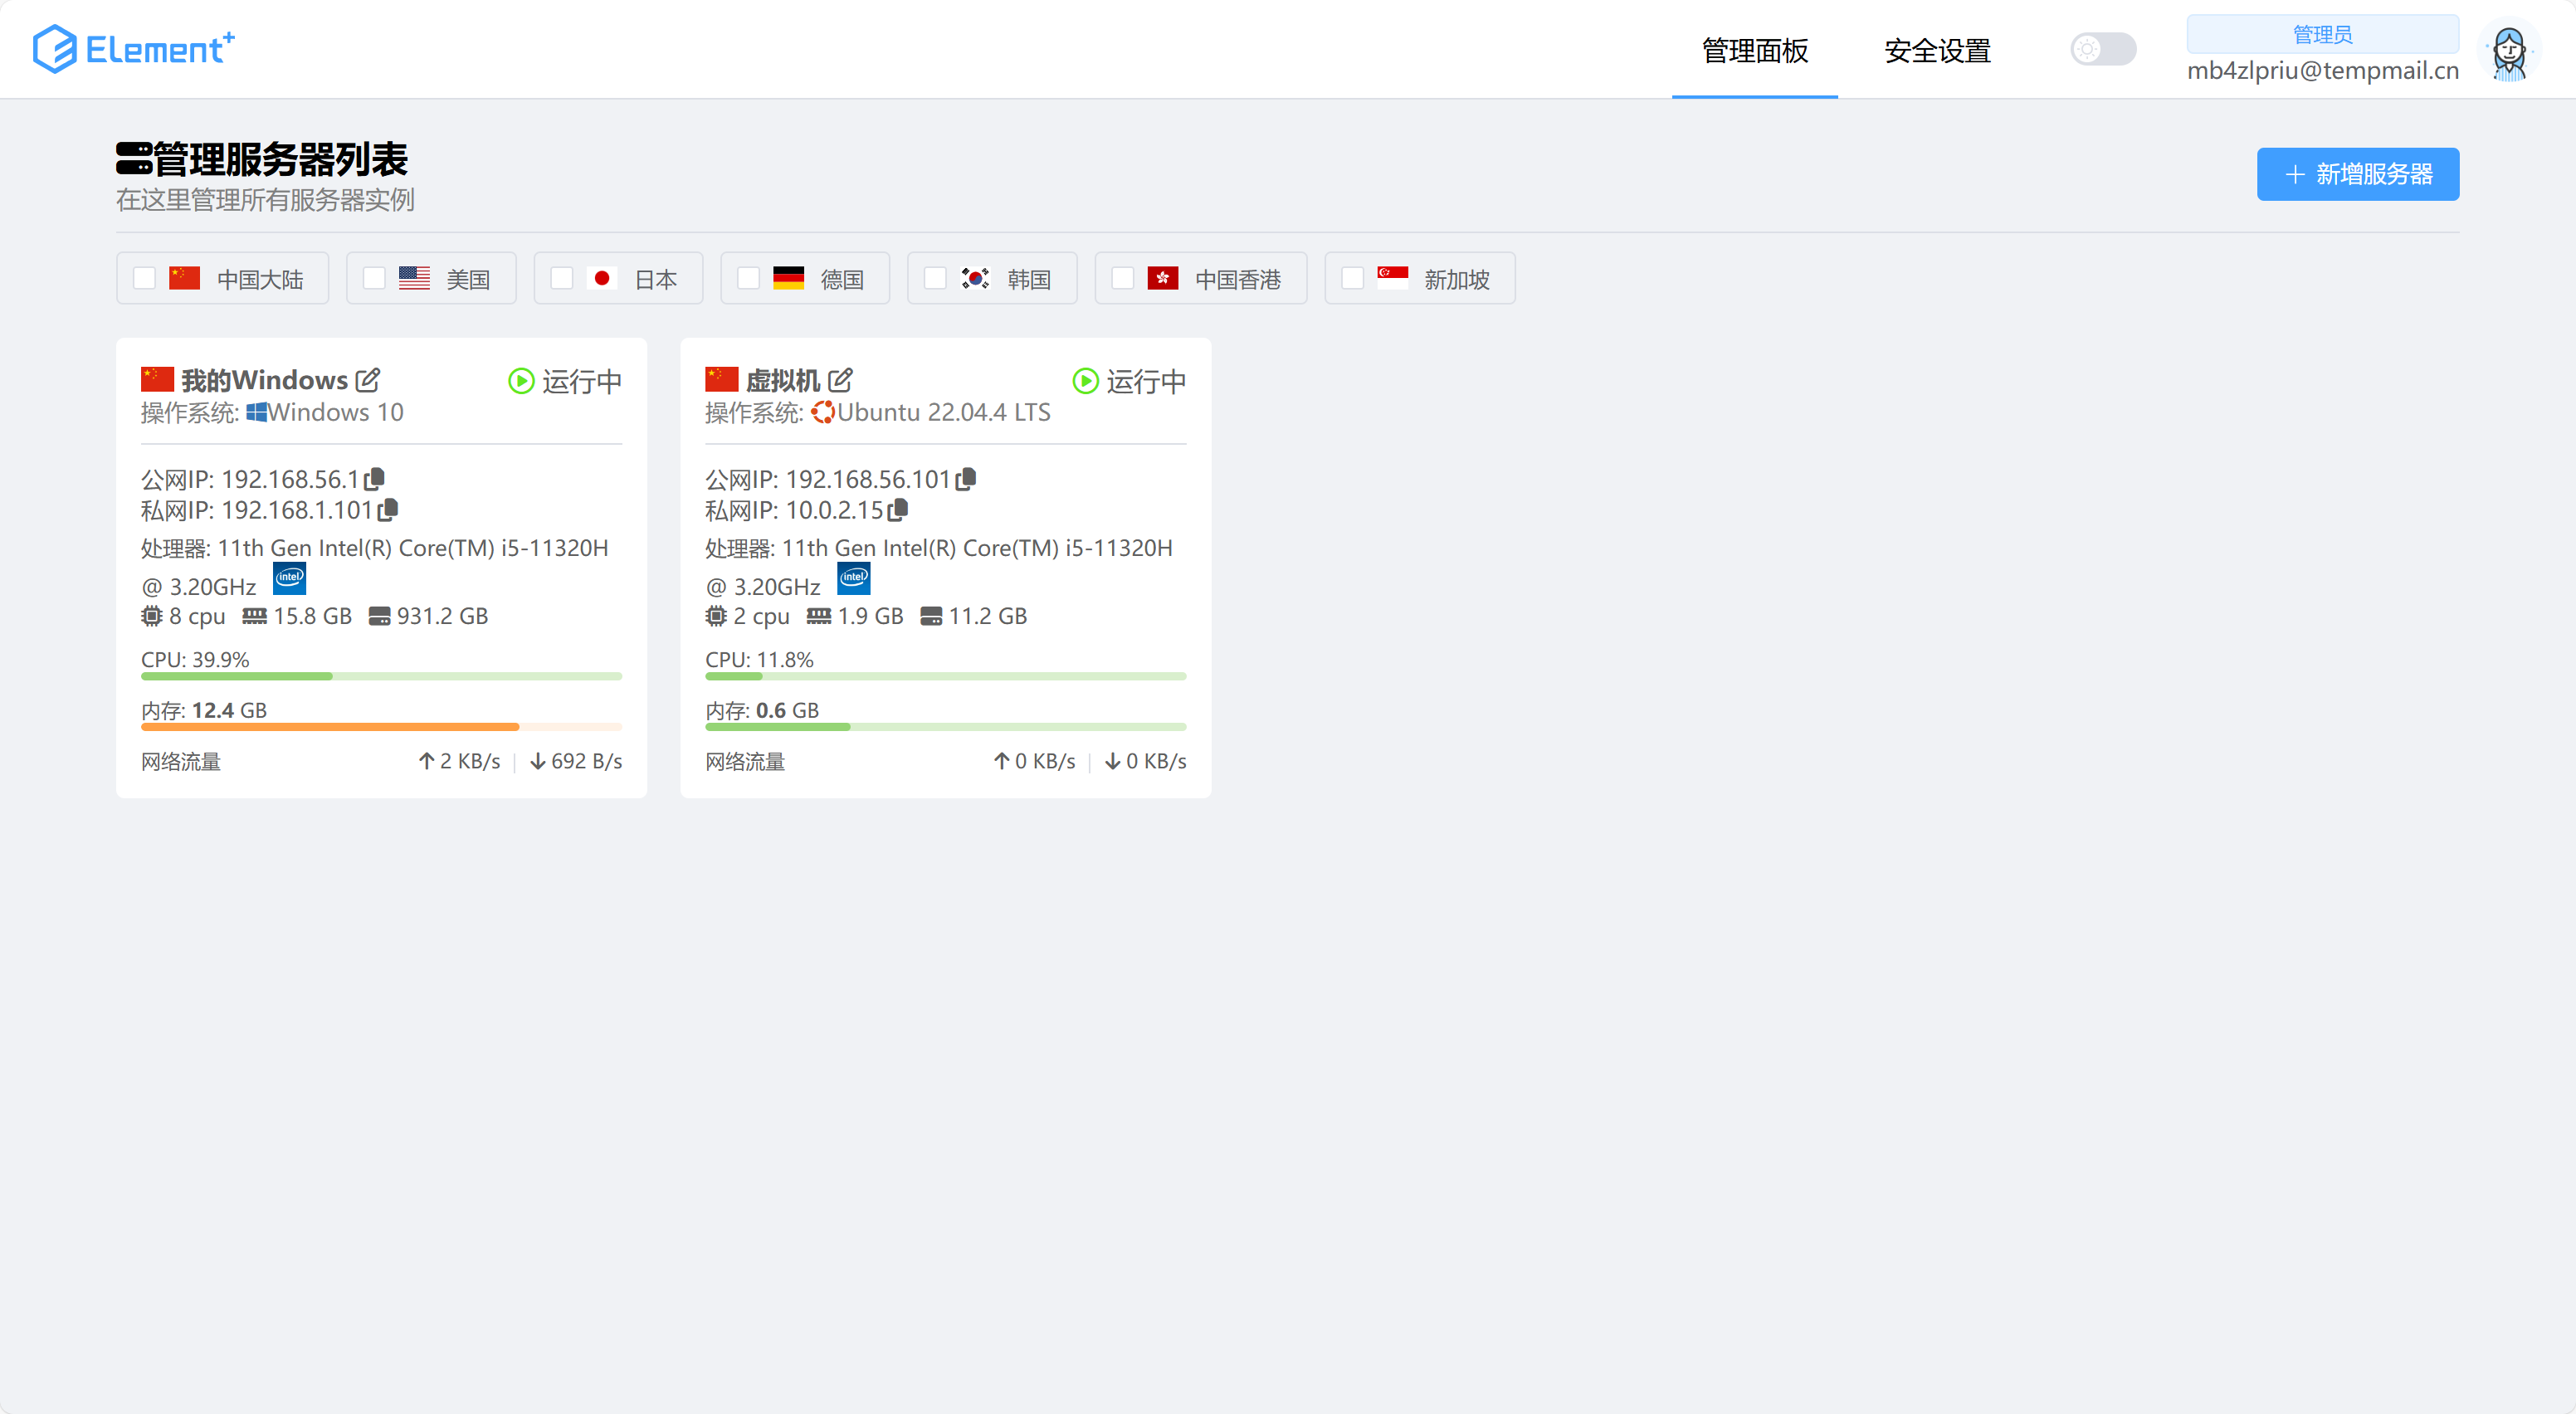 Element+
管理面板
安全设置
管理员
mb4zlpriu@tempmail.cn
管理服务器列表
在这里管理所有服务器实例
新增服务器
中国大陆
美国
日本
德国
韩国
中国香港
新加坡
我的Windows
运行中
操作系统: Windows 10
公网IP: 192.168.56.1
私网IP: 192.168.1.101
处理器: 11th Gen Intel(R) Core(TM) i5-11320H
@ 3.20GHz intel
8 cpu 15.8 GB 931.2 GB
CPU: 39.9%
内存: 12.4 GB
网络流量 2 KB/s 692 B/s
虚拟机
运行中
操作系统: Ubuntu 22.04.4 LTS
公网IP: 192.168.56.101
私网IP: 10.0.2.15
处理器: 11th Gen Intel(R) Core(TM) i5-11320H
@ 3.20GHz intel
2 cpu 1.9 GB 11.2 GB
CPU: 11.8%
内存: 0.6 GB
网络流量 0 KB/s 0 KB/s